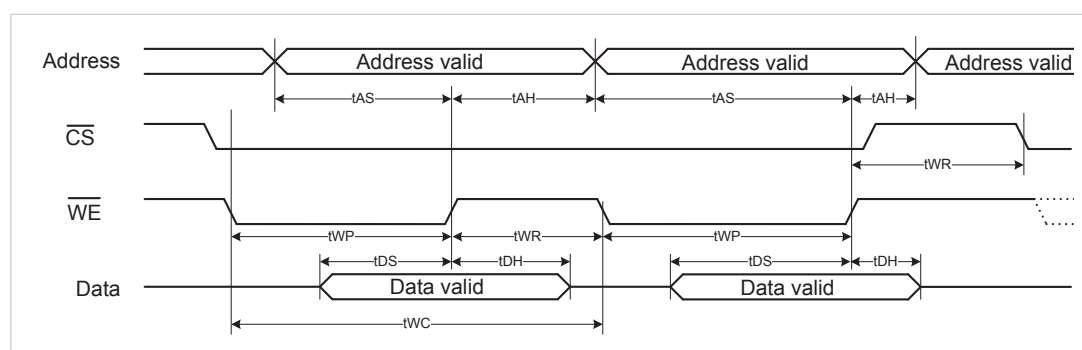 Address Address valid Address valid Address valid
tAS tAH tAS tAH
CS
tWR
WE
tWP tWR tWP
tDS tDH tDS tDH
Data Data valid Data valid
tWC